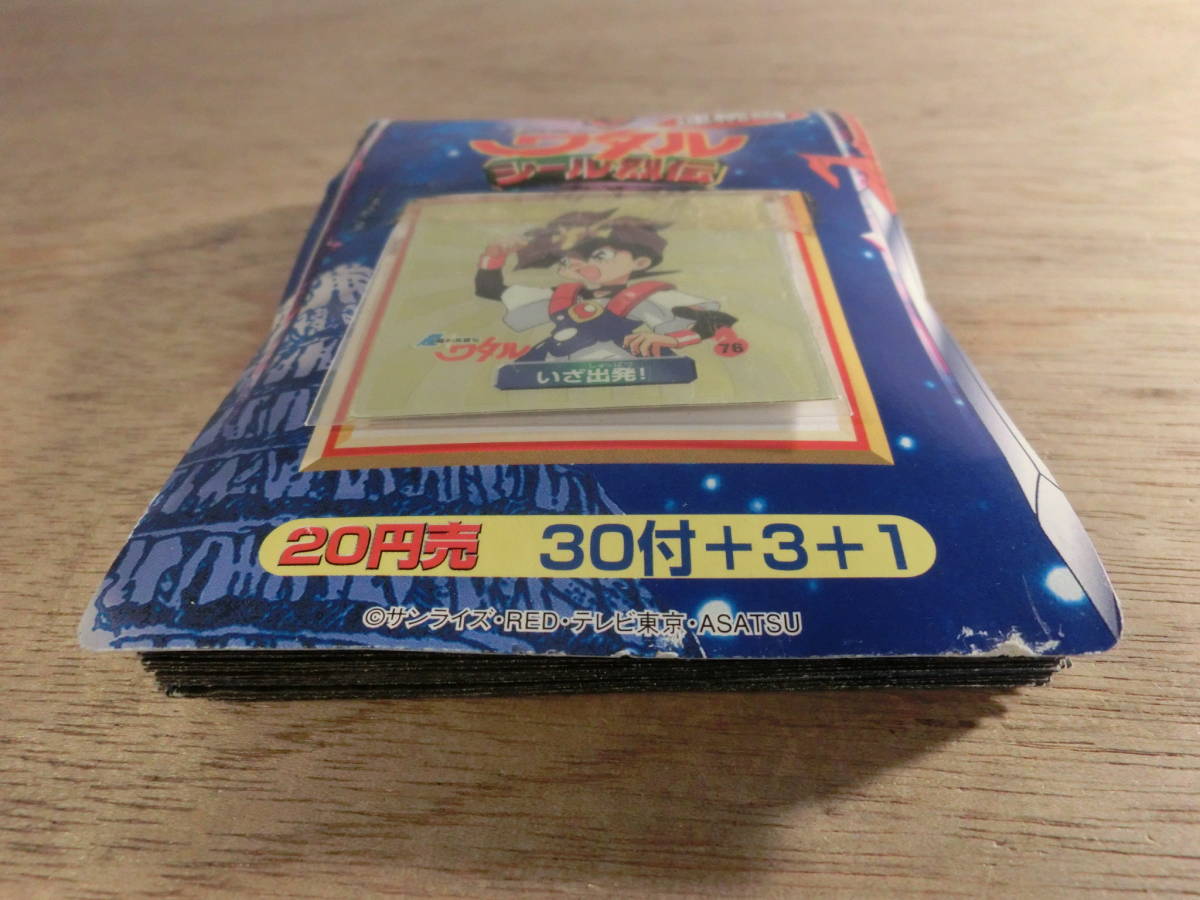 ワタル
シール烈伝
ワタル
76
いざ出発!
20円売 30付+3+1
©サンライズ・RED・テレビ東京・ASATSU